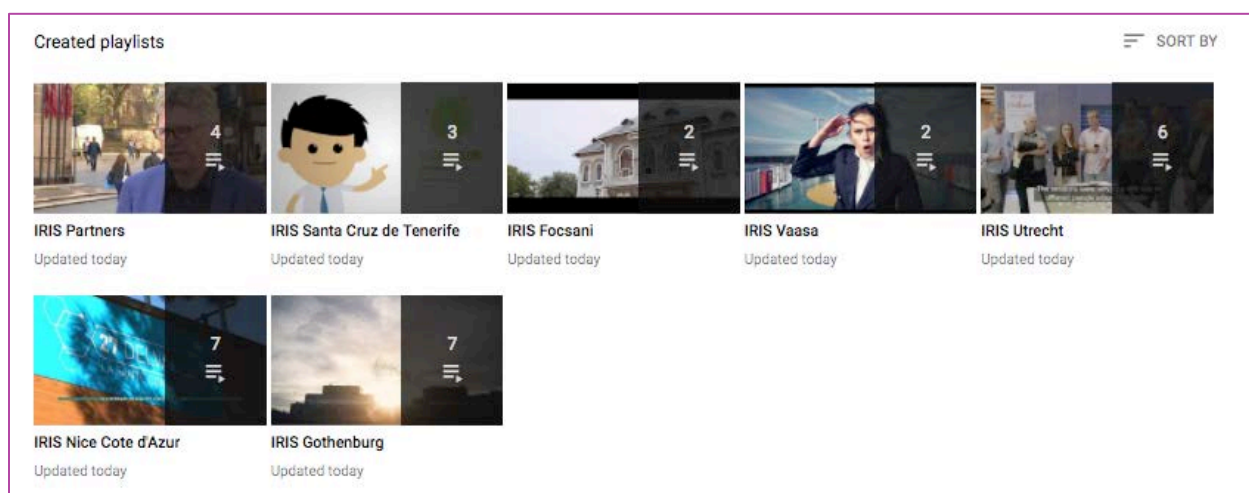 Created playlists
SORT BY
4
3
2
2
6
IRIS Partners
IRIS Santa Cruz de Tenerife
IRIS Focsani
IRIS Vaasa
IRIS Utrecht
Updated today
Updated today
Updated today
Updated today
Updated today
7
7
IRIS Nice Cote d'Azur
IRIS Gothenburg
Updated today
Updated today